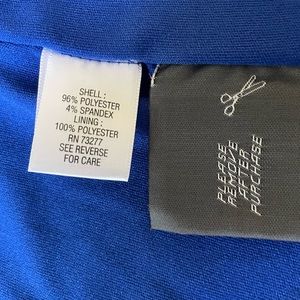 SHELL :
96% POLYESTER
4% SPANDEX
LINING :
100% POLYESTER
RN 73277
SEE REVERSE
FOR CARE
PLEASE
REMOVE
AFTER
PURCHASE